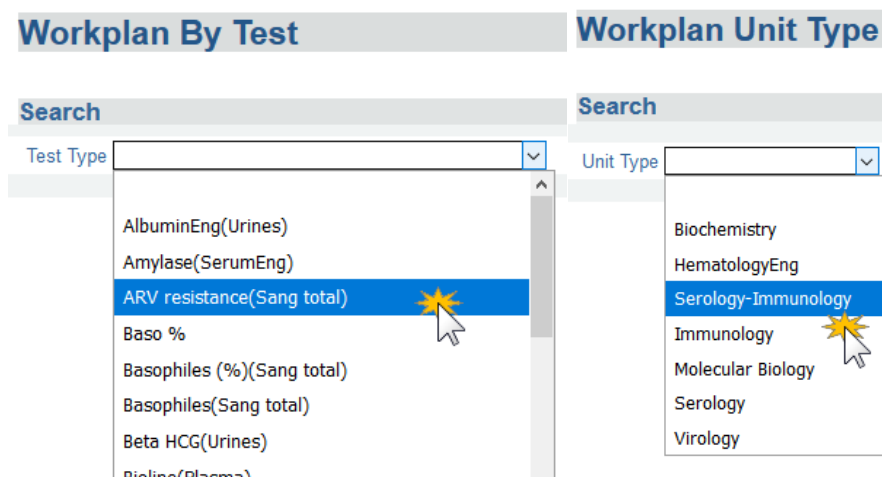 Workplan By Test
Search
Test Type
AlbuminEng(Urines)
Amylase(SerumEng)
ARV resistance(Sang total)
Baso %
Basophiles (%)(Sang total)
Basophiles(Sang total)
Beta HCG(Urines)
Bioline(Plasma)
Workplan Unit Type
Search
Unit Type
Biochemistry
HematologyEng
Serology-Immunology
Immunology
Molecular Biology
Serology
Virology